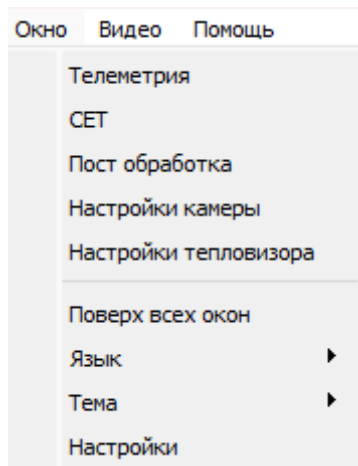 Окно Видео Помощь
Телеметрия
СЕТ
Пост обработка
Настройки камеры
Настройки тепловизора
Поверх всех окон
Язык
Тема
Настройки